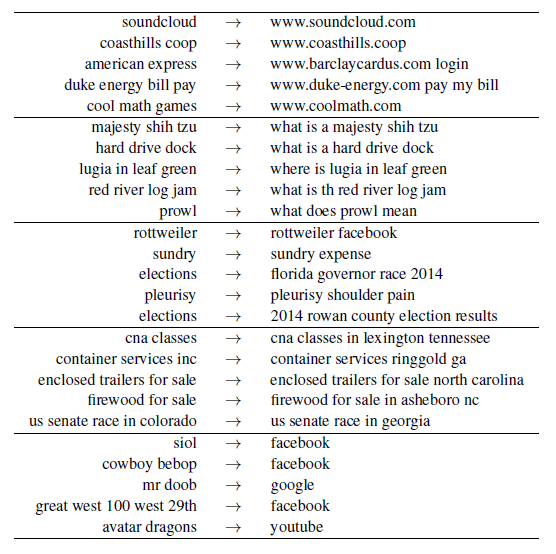 soundcloud → www.soundcloud.com
coasthills coop → www.coasthills.coop
american express → www.barclaycardus.com login
duke energy bill pay → www.duke-energy.com pay my bill
cool math games → www.coolmath.com
majesty shih tzu → what is a majesty shih tzu
hard drive dock → what is a hard drive dock
lugia in leaf green → where is lugia in leaf green
red river log jam → what is th red river log jam
prowl → what does prowl mean
rottweiler → rottweiler facebook
sundry → sundry expense
elections → florida governor race 2014
pleurisy → pleurisy shoulder pain
elections → 2014 rowan county election results
cna classes → cna classes in lexington tennessee
container services inc → container services ringgold ga
enclosed trailers for sale → enclosed trailers for sale north carolina
firewood for sale → firewood for sale in asheboro nc
us senate race in colorado → us senate race in georgia
siol → facebook
cowboy bebop → facebook
mr doob → google
great west 100 west 29th → facebook
avatar dragons → youtube